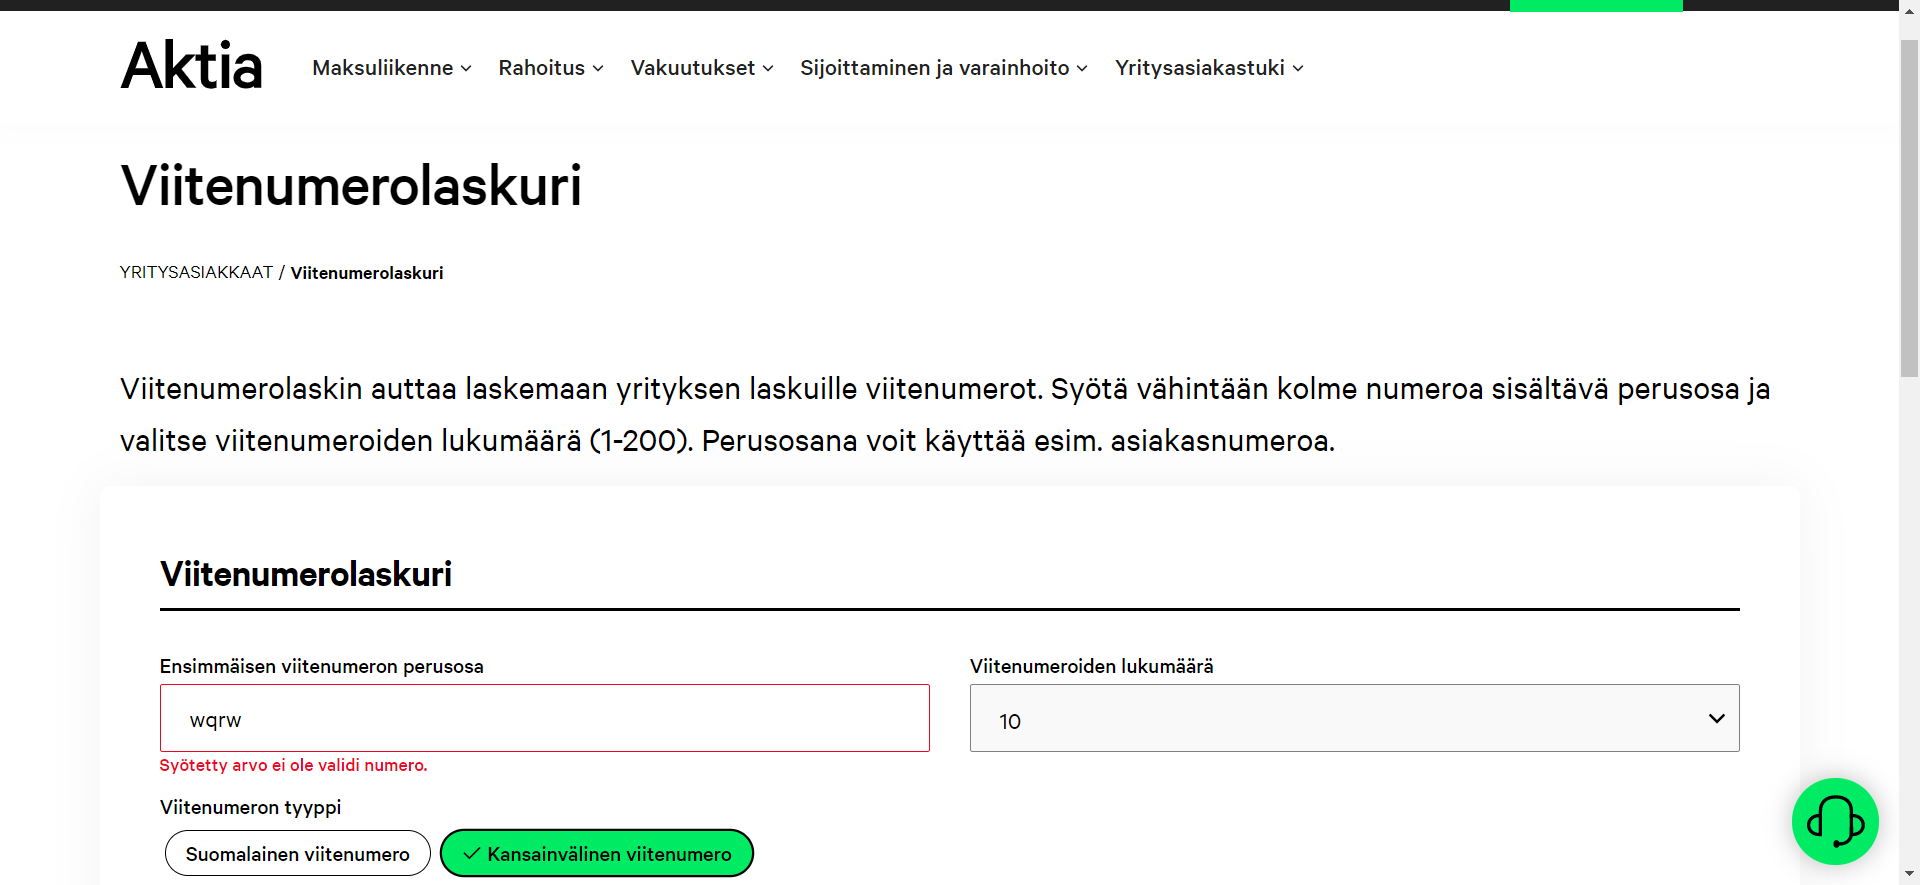 Aktia
Maksuliikenne
Rahoitus
Vakuutukset
Sijoittaminen ja varainhoito
Yritysasiakastuki
Viitenumerolaskuri
YRITYSASIAKKAAT / Viitenumerolaskuri
Viitenumerolaskin auttaa laskemaan yrityksen laskuille viitenumerot. Syötä vähintään kolme numeroa sisältävä perusosa ja
valitse viitenumeroiden lukumäärä (1-200). Perusosana voit käyttää esim. asiakasnumeroa.
Viitenumerolaskuri
Ensimmäisen viitenumeron perusosa
wqrw
Syötetty arvo ei ole validi numero.
Viitenumeroiden lukumäärä
10
Viitenumeron tyyppi
Suomalainen viitenumero
Kansainvälinen viitenumero